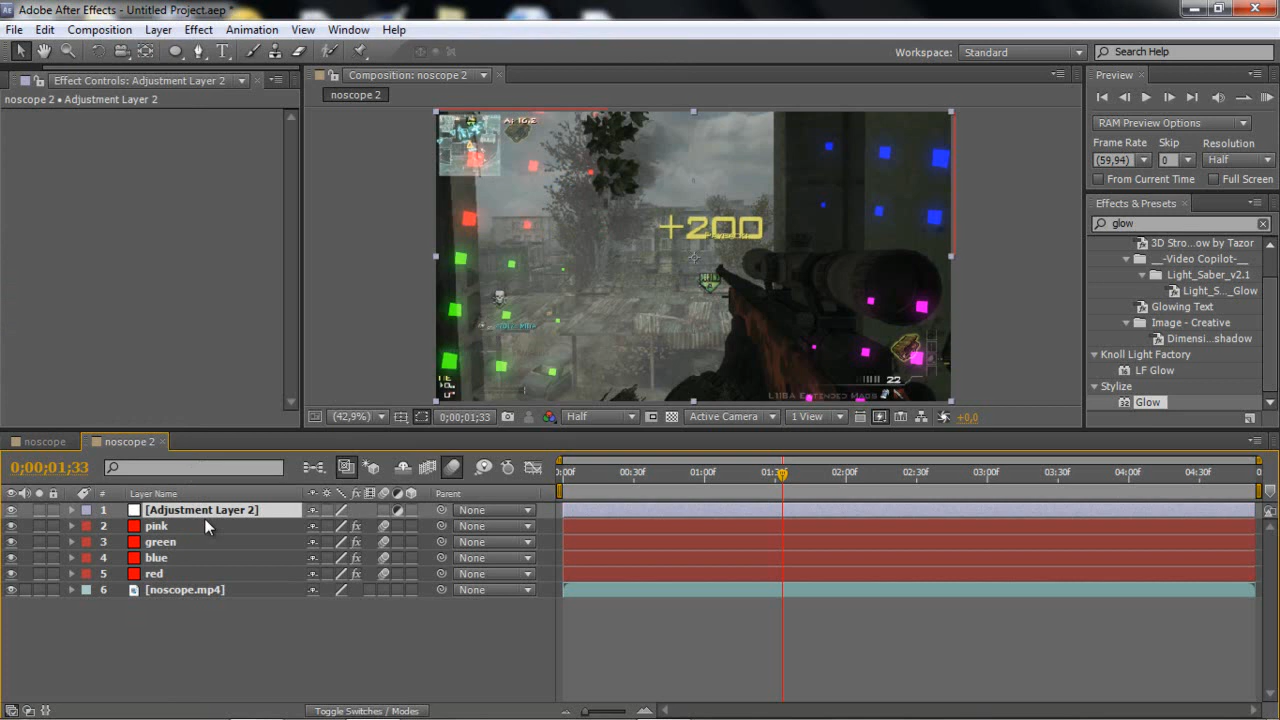 Adobe After Effects - Untitled Project.aep *
File Edit Composition Layer Effect Animation View Window Help
Workspace: Standard Search Help
Effect Controls: Adjustment Layer 2
noscope 2 • Adjustment Layer 2
Composition: noscope 2
noscope 2
+200
22
L118A Extended Mags
(42,9%) 0;00;01;33 Half Active Camera 1 View +0,0
Preview
RAM Preview Options
Frame Rate Skip Resolution
(59,94) 0 Half
From Current Time Full Screen
Effects & Presets
glow
3D Stro...ow by Tazor
__-Video Copilot-__
Light_Saber_v2.1
Light_S..._Glow
Glowing Text
Image - Creative
Dimensi...shadow
Knoll Light Factory
LF Glow
Stylize
Glow
noscope noscope 2
0;00;01;33
:00f 00:30f 01:00f 01:30f 02:00f 02:30f 03:00f 03:30f 04:00f 04:30f
# Layer Name Parent
1 [Adjustment Layer 2] None
2 pink fx None
3 green fx None
4 blue fx None
5 red fx None
6 [noscope.mp4] None
Toggle Switches / Modes